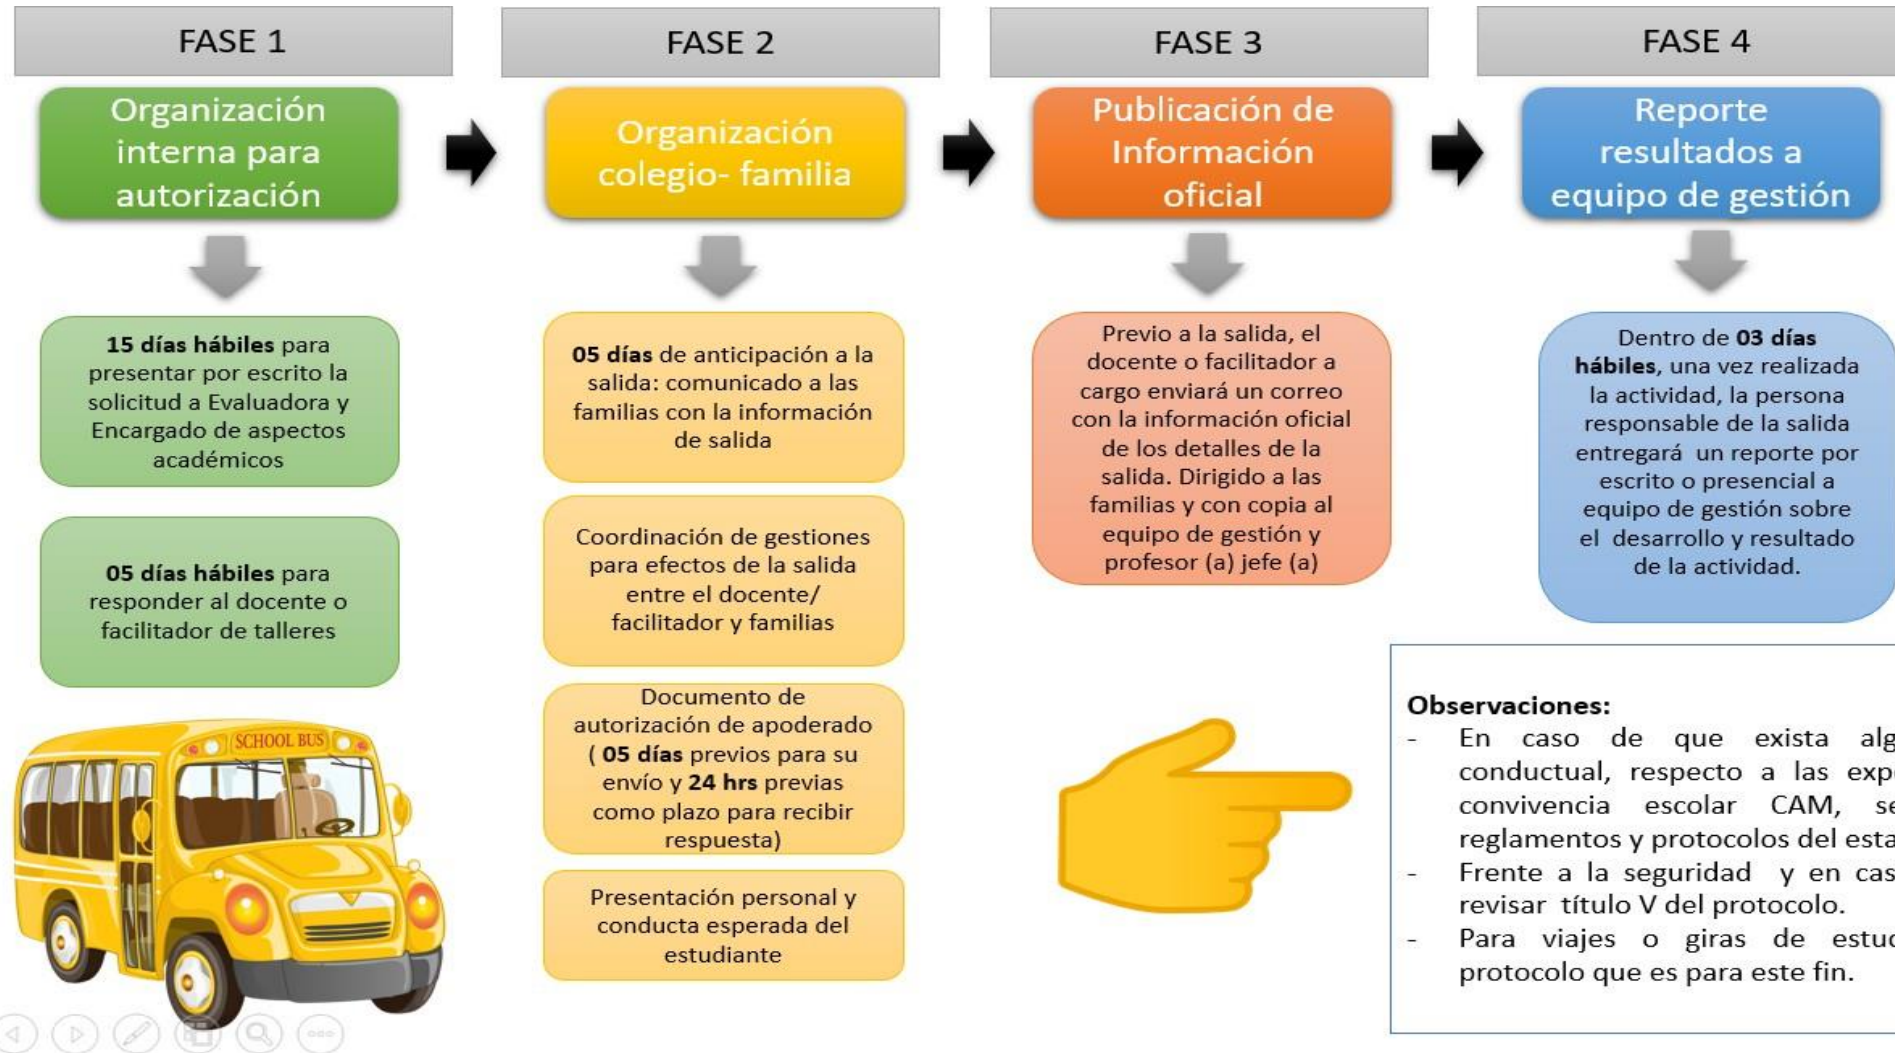 FASE 1
Organización
interna para
autorización
15 días hábiles para
presentar por escrito la
solicitud a Evaluadora y
Encargado de aspectos
académicos
05 días hábiles para
responder al docente o
facilitador de talleres
SCHOOL BUS
FASE 2
Organización
colegio- familia
05 días de anticipación a la
salida: comunicado a las
familias con la información
de salida
Coordinación de gestiones
para efectos de la salida
entre el docente/
facilitador y familias
Documento de
autorización de apoderado
( 05 días previos para su
envío y 24 hrs previas
como plazo para recibir
respuesta)
Presentación personal y
conducta esperada del
estudiante
FASE 3
Publicación de
Información
oficial
Previo a la salida, el
docente o facilitador a
cargo enviará un correo
con la información oficial
de los detalles de la
salida. Dirigido a las
familias y con copia al
equipo de gestión y
profesor (a) jefe (a)
FASE 4
Reporte
resultados a
equipo de gestión
Dentro de 03 días
hábiles, una vez realizada
la actividad, la persona
responsable de la salida
entregará un reporte por
escrito o presencial a
equipo de gestión sobre
el desarrollo y resultado
de la actividad.
Observaciones:
- En caso de que exista
conductual, respecto a las
convivencia escolar CAM,
reglamentos y protocolos del
- Frente a la seguridad y en
revisar título V del protocolo.
- Para viajes o giras de
protocolo que es para este fin.